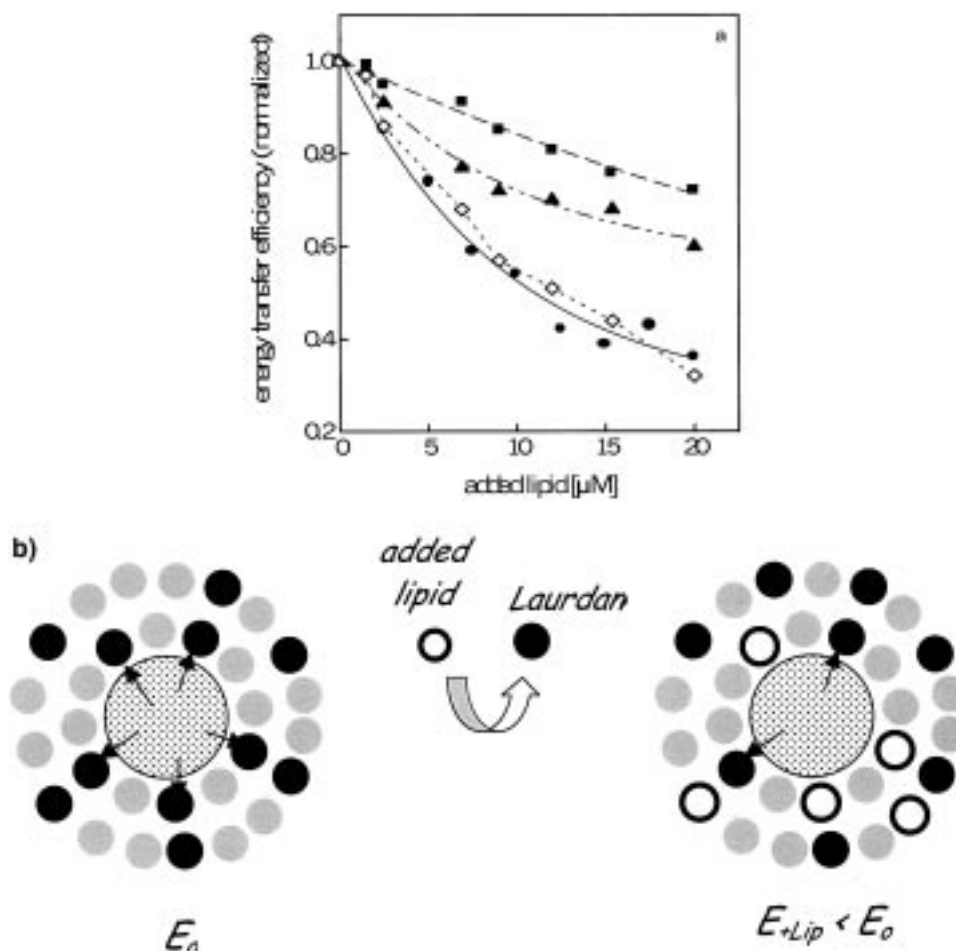 a
energy transfer efficiency (normalized)
1.0
0.8
0.6
0.4
0.2
0 5 10 15 20
added lipid [µM]
b)
added
lipid
Laurdan
E₀
E+Lip < E₀